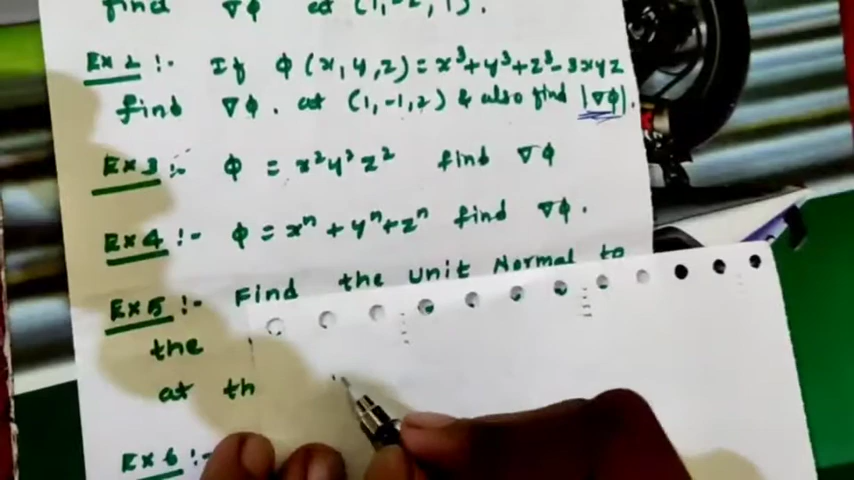 find ∇φ at (1,-2,1).
Ex 2 :- If φ(x,y,z) = x³+y³+z³-3xyz
find ∇φ. at (1,-1,2) & also find |∇φ|.
Ex 3 :- φ = x²y²z² find ∇φ
Ex 4 :- φ = xⁿ + yⁿ + zⁿ find ∇φ.
Ex 5 :- Find the unit Normal to
the
at th
Ex 6 :-